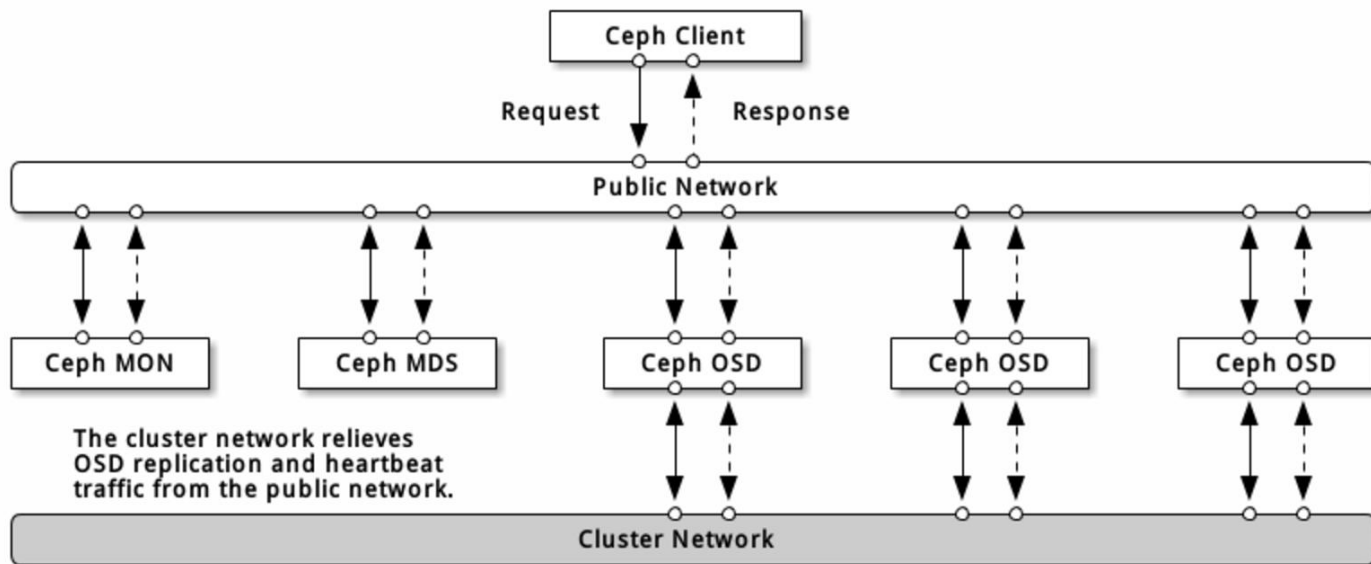 Ceph Client
Request
Response
Public Network
Ceph MON
Ceph MDS
Ceph OSD
Ceph OSD
Ceph OSD
The cluster network relieves
OSD replication and heartbeat
traffic from the public network.
Cluster Network